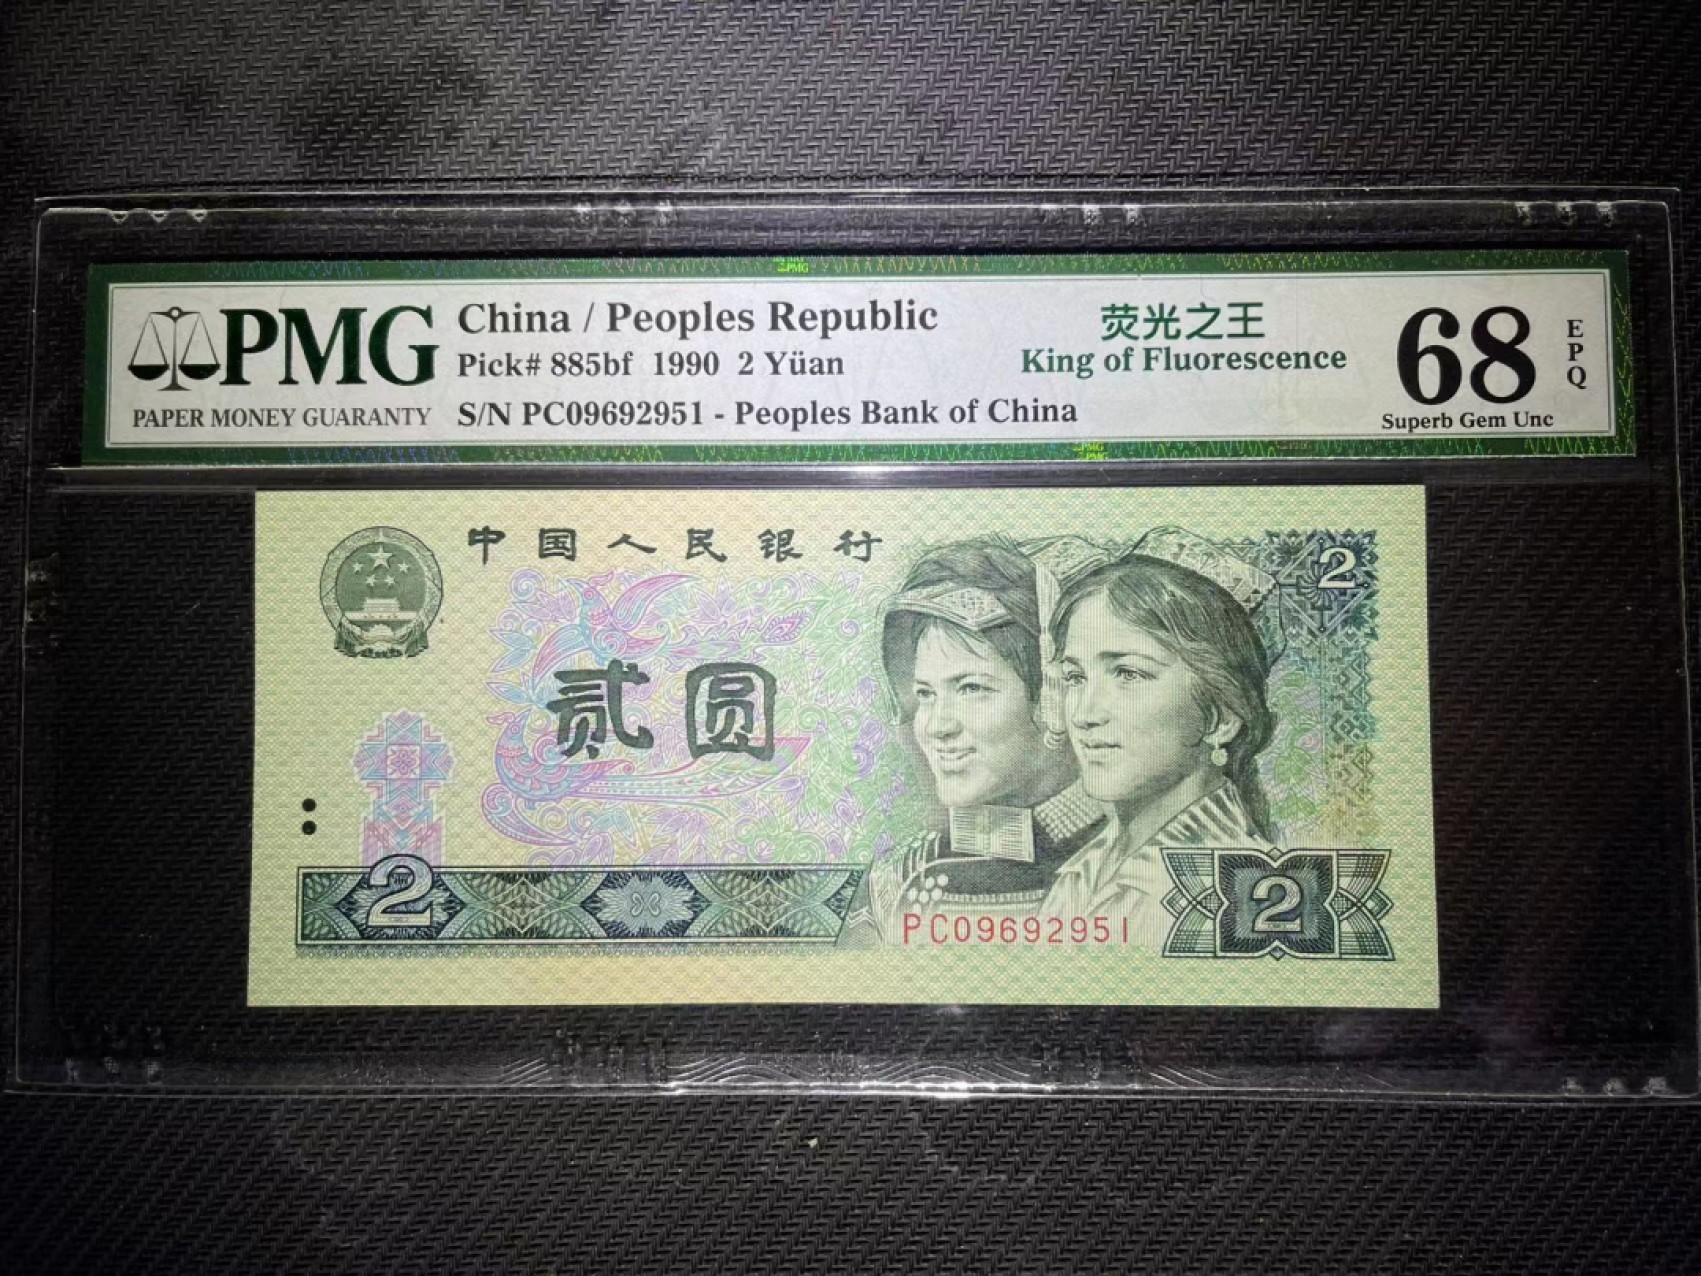 PMG
PAPER MONEY GUARANTY
China / Peoples Republic
Pick# 885bf 1990 2 Yüan
S/N PC09692951 - Peoples Bank of China
荧光之王
King of Fluorescence
68
EPQ
Superb Gem Unc
中国人民银行
2
贰圆
2
PC09692951
2